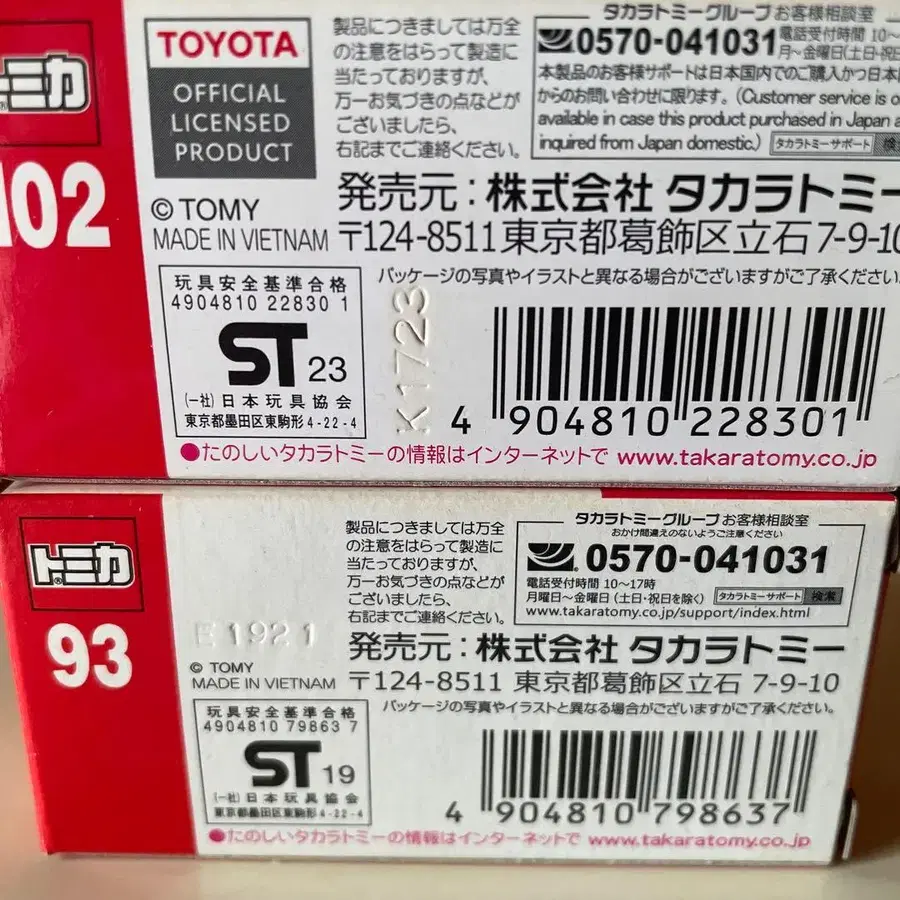 トミカ
102
TOYOTA
OFFICIAL
LICENSED
PRODUCT
© TOMY
MADE IN VIETNAM
製品につきましては万全
の注意をはらって製造に
当たっておりますが、
万一お気づきの点などが
ございましたら、
右記までご連絡ください。
タカラトミーグループ お客様相談室
0570-041031
電話受付時間 10〜
月〜金曜日(土日・祝日
本製品のお客様サポートは日本国内でのご購入かつ日本
からのお問い合わせに限ります。(Customer service is
available in case this product purchased in Japan
inquired from Japan domestic.) タカラトミーサポート 検
発売元：株式会社 タカラトミー
〒124-8511 東京都葛飾区立石 7-9-10
パッケージの写真やイラストと異なる場合がございますがご了承ください。
玩具安全基準合格
4904810 22830 1
ST 23
(一社)日本玩具協会
東京都墨田区東駒形4-22-4
K1723
4 904810 228301
●たのしいタカラトミーの情報はインターネットで www.takaratomy.co.jp
トミカ
93
E1921
© TOMY
MADE IN VIETNAM
製品につきましては万全
の注意をはらって製造に
当たっておりますが、
万一お気づきの点などが
ございましたら、
右記までご連絡ください。
タカラトミーグループ お客様相談室
おかけ間違えのないようご注意ください
0570-041031
電話受付時間 10〜17時
月曜日〜金曜日(土日・祝日を除く) タカラトミーサポート 検索
www.takaratomy.co.jp/support/index.html
発売元：株式会社 タカラトミー
〒124-8511 東京都葛飾区立石 7-9-10
パッケージの写真やイラストと異なる場合がございますがご了承ください。
玩具安全基準合格
4904810 79863 7
ST 19
(一社)日本玩具協会
東京都墨田区東駒形4-22-4
4 904810 798637
●たのしいタカラトミーの情報はインターネットで www.takaratomy.co.jp